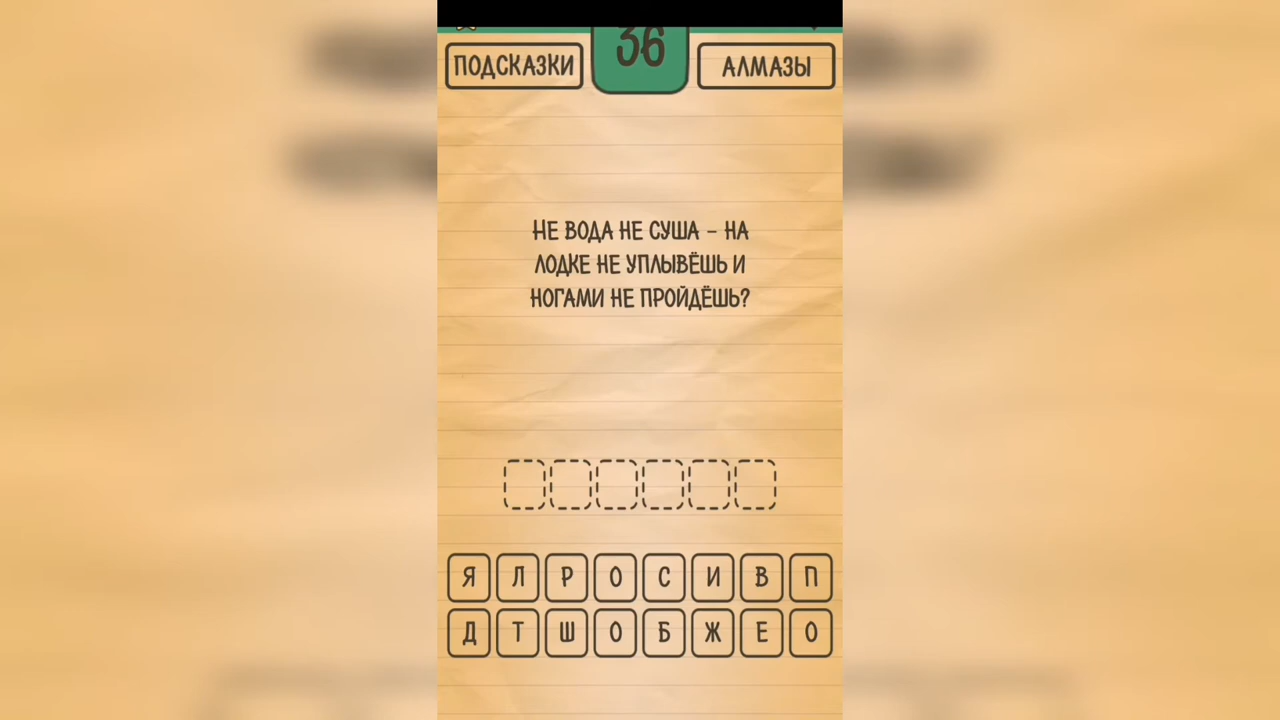 ПОДСКАЗКИ 36 АЛМАЗЫ
НЕ ВОДА НЕ СУША – НА
ЛОДКЕ НЕ УПЛЫВЁШЬ И
НОГАМИ НЕ ПРОЙДЁШЬ?
Я Л Р О С И В П
Д Т Ш О Б Ж Е О